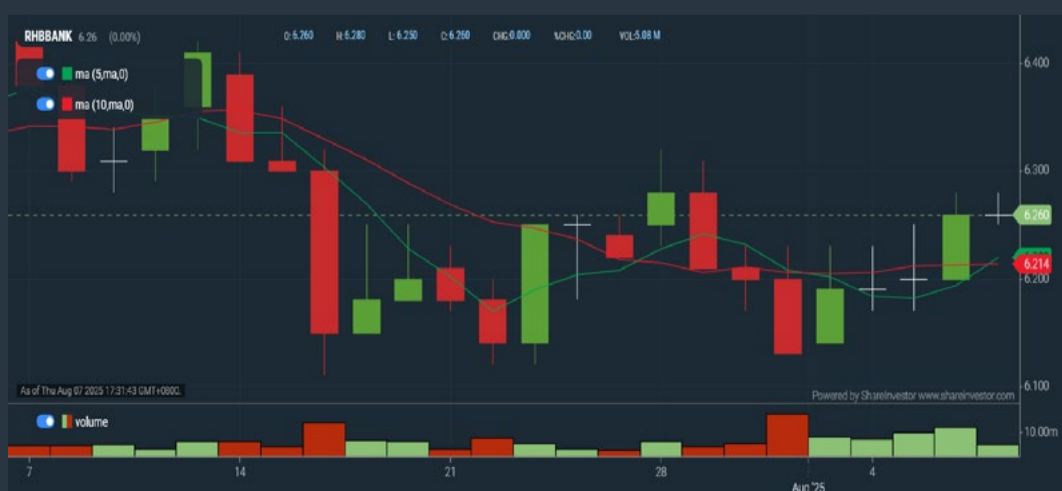 RHBBANK 6.26 (0.00%) O:6.260 H:6.280 L:6.250 C:6.260 CHG:0.000 %CHG:0.00 VOL:5.08 M
ma (5,ma,0)
ma (10,ma,0)
6.400
6.300
6.260
6.214
6.200
6.100
As of Thu Aug 07 2025 17:31:43 GMT+0800.
Powered by ShareInvestor www.shareinvestor.com
volume
10.00m
7 14 21 28 4
Aug '25